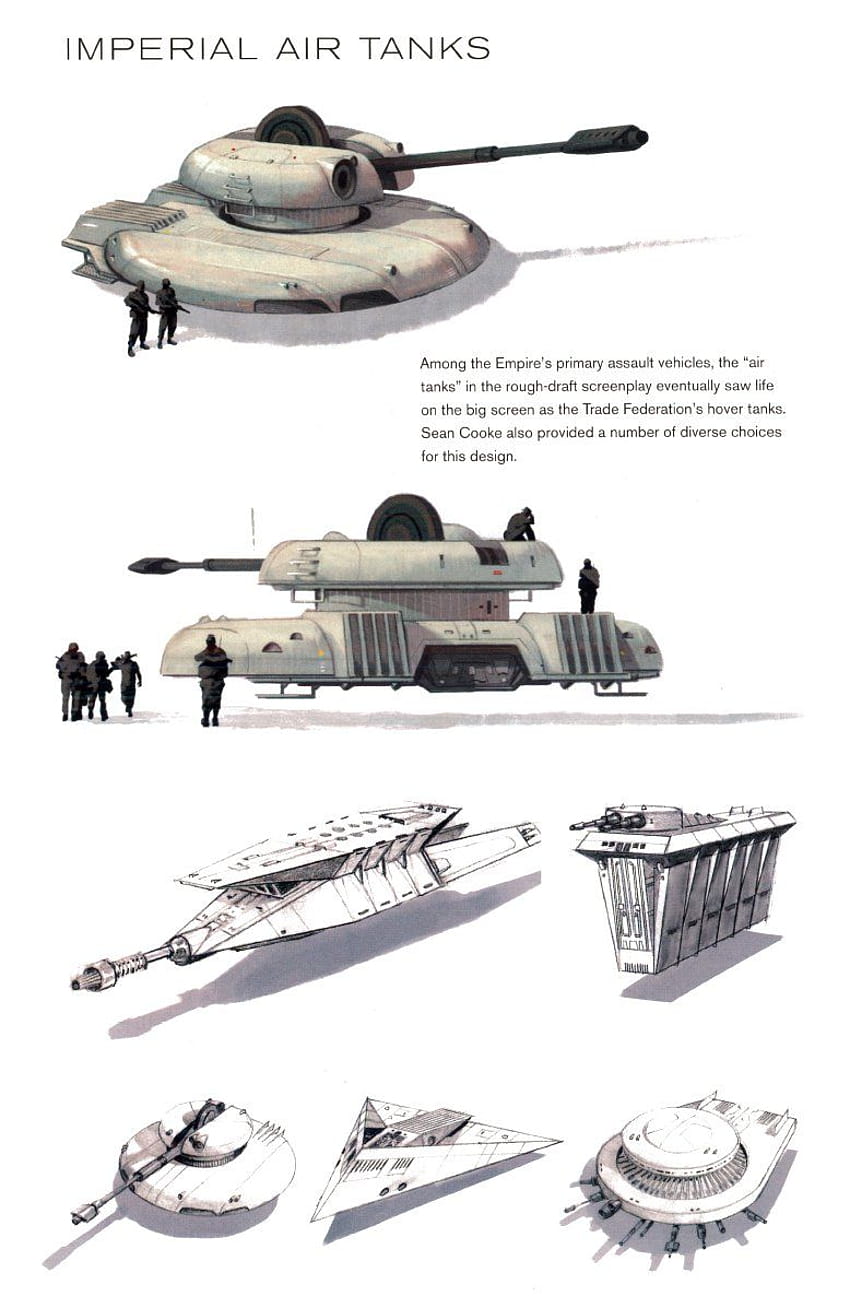 IMPERIAL AIR TANKS
Among the Empire's primary assault vehicles, the “air
tanks” in the rough-draft screenplay eventually saw life
on the big screen as the Trade Federation's hover tanks.
Sean Cooke also provided a number of diverse choices
for this design.